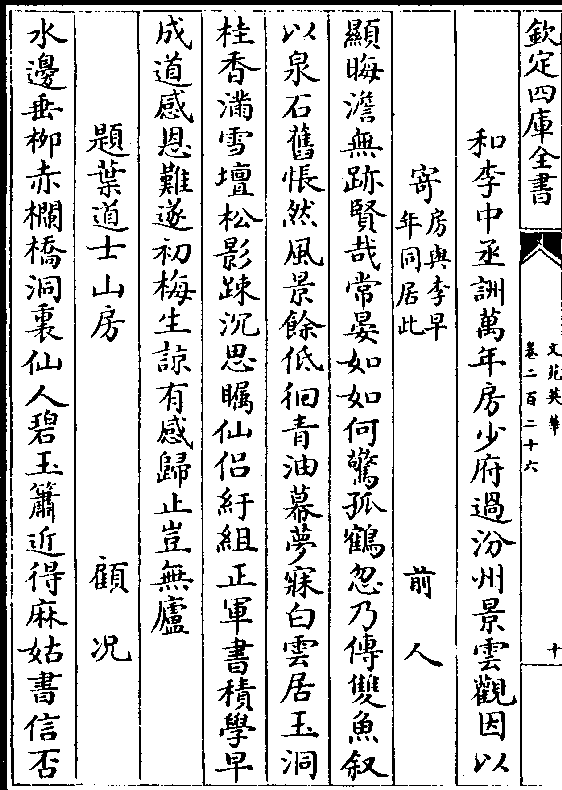 欽定四庫全書
文苑英華
卷二百二十六
十
和李中丞詶萬年房少府過汾州景雲觀因以
寄
房與李早
年同居此
前人
顯晦澹無跡賢哉常晏如如何驚孤鶴忽乃傳雙魚叙
以泉石舊悵然風景餘低徊青油幕夢寐白雲居玉洞
桂香滿雪壇松影踈沉思矚仙侣紆組正軍書積學早
成道感恩難遂初梅生諒有感歸止豈無廬
題葉道士山房
顧况
水邊垂柳赤欄橋洞裏仙人碧玉簫近得麻姑書信否